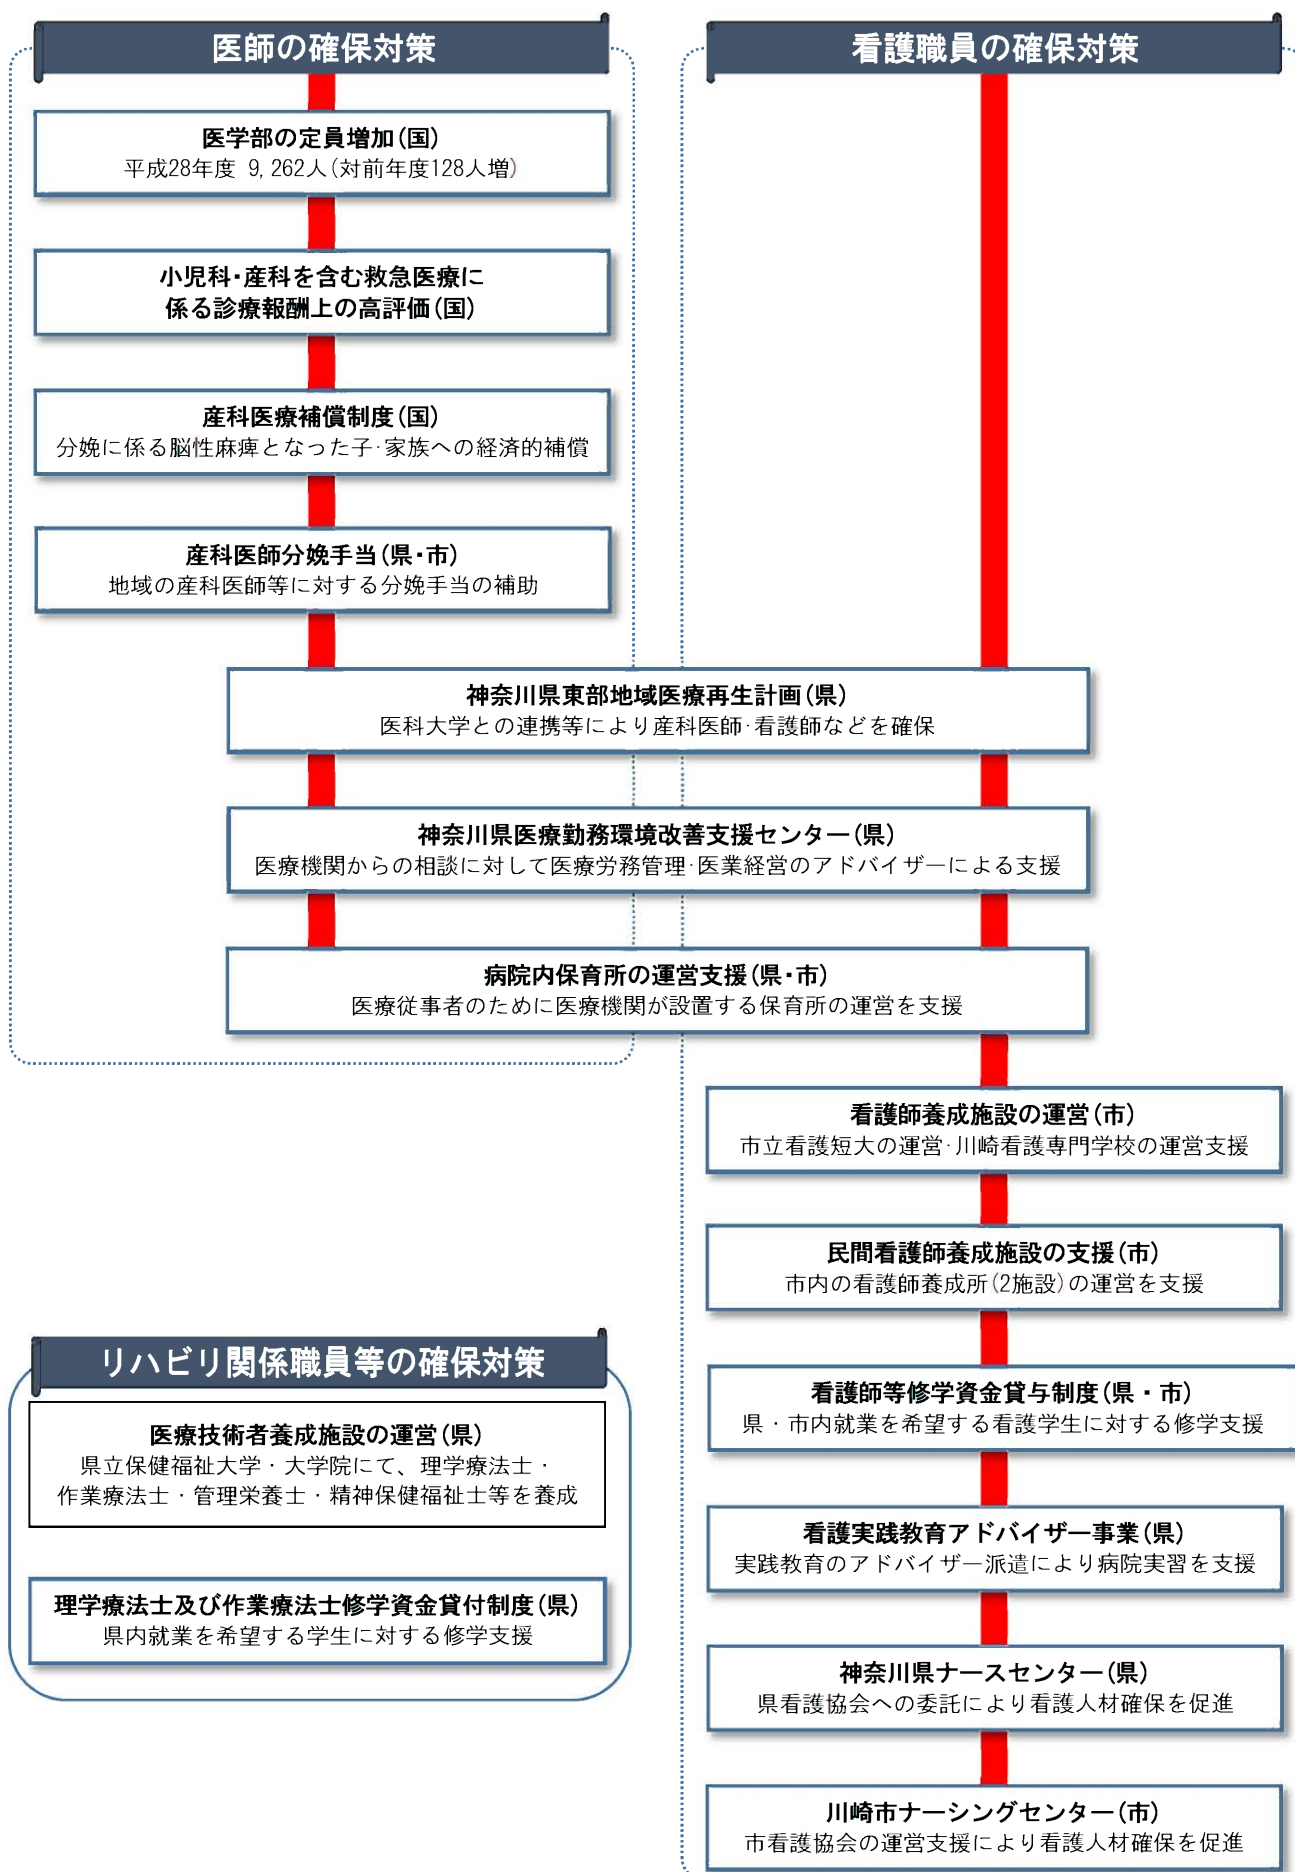 医師の確保対策
医学部の定員増加(国)
平成28年度 9,262人(対前年度128人増)
小児科・産科を含む救急医療に
係る診療報酬上の高評価(国)
産科医療補償制度(国)
分娩に係る脳性麻痺となった子・家族への経済的補償
産科医師分娩手当(県・市)
地域の産科医師等に対する分娩手当の補助
看護職員の確保対策
神奈川県東部地域医療再生計画(県)
医科大学との連携等により産科医師・看護師などを確保
神奈川県医療勤務環境改善支援センター(県)
医療機関からの相談に対して医療労務管理・医業経営のアドバイザーによる支援
病院内保育所の運営支援(県・市)
医療従事者のために医療機関が設置する保育所の運営を支援
看護師養成施設の運営(市)
市立看護短大の運営・川崎看護専門学校の運営支援
民間看護師養成施設の支援(市)
市内の看護師養成所(2施設)の運営を支援
看護師等修学資金貸与制度(県・市)
県・市内就業を希望する看護学生に対する修学支援
看護実践教育アドバイザー事業(県)
実践教育のアドバイザー派遣により病院実習を支援
神奈川県ナースセンター(県)
県看護協会への委託により看護人材確保を促進
川崎市ナーシングセンター(市)
市看護協会の運営支援により看護人材確保を促進
リハビリ関係職員等の確保対策
医療技術者養成施設の運営(県)
県立保健福祉大学・大学院にて、理学療法士・
作業療法士・管理栄養士・精神保健福祉士等を養成
理学療法士及び作業療法士修学資金貸付制度(県)
県内就業を希望する学生に対する修学支援